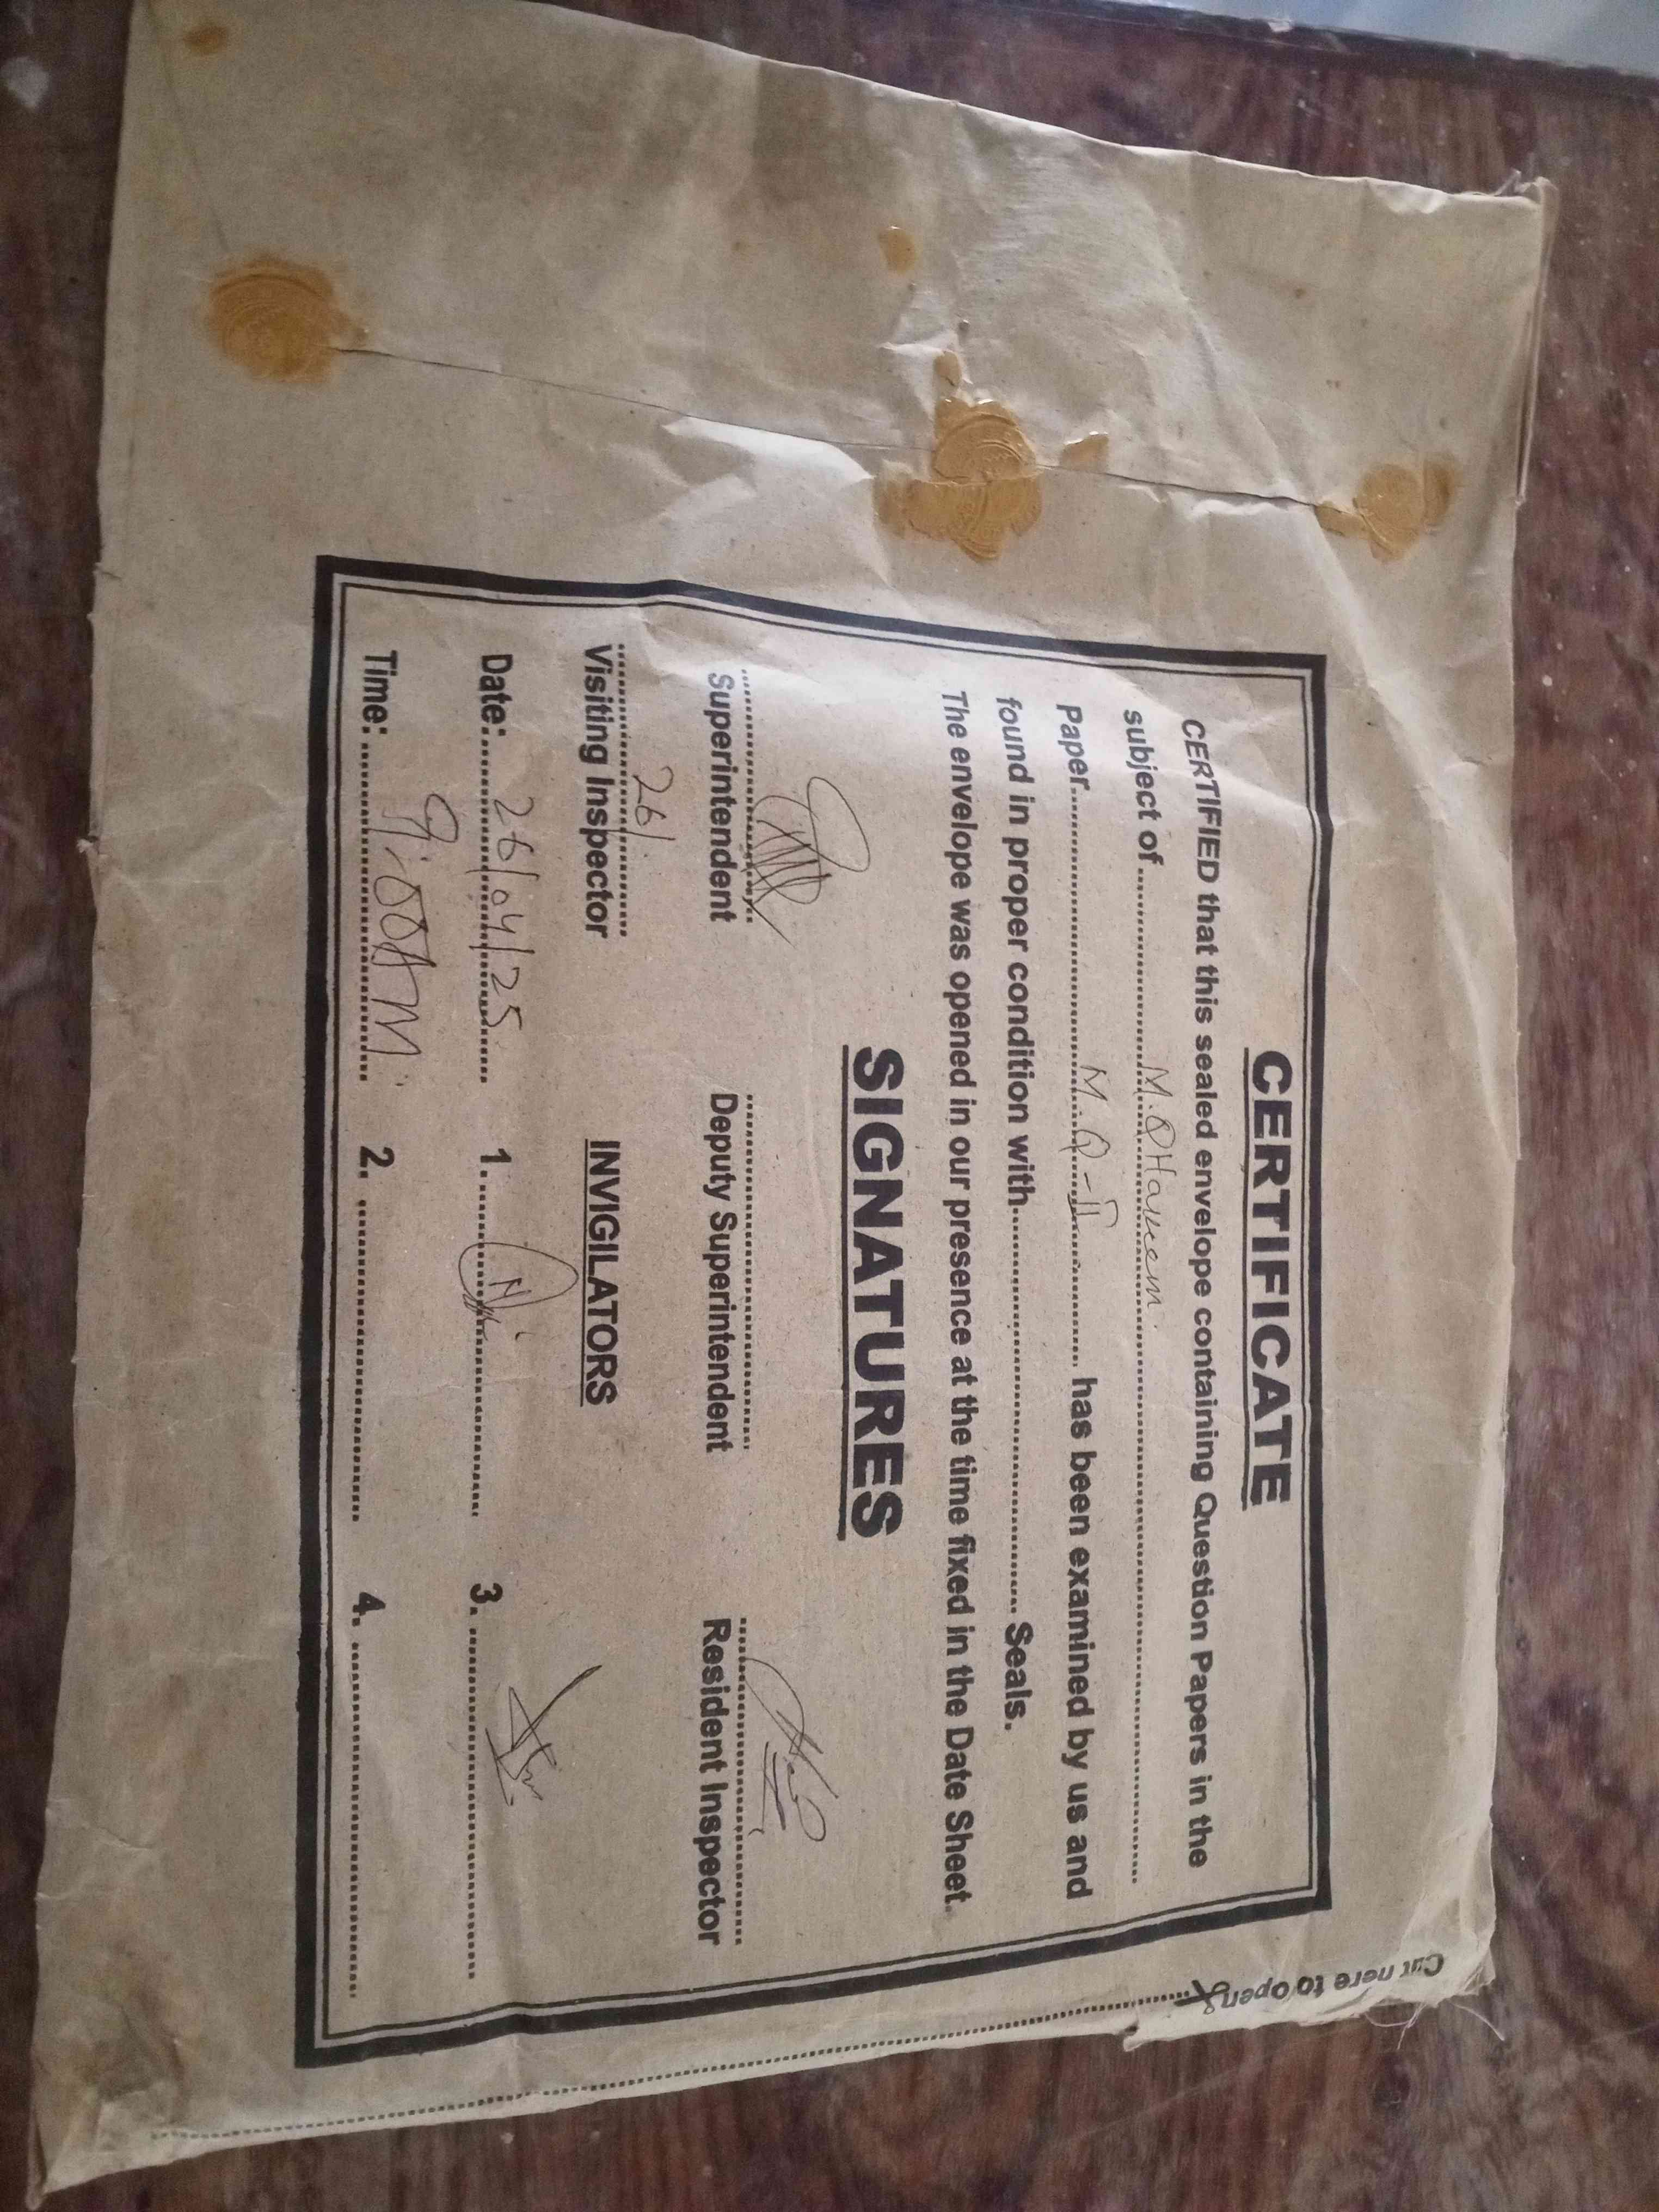 CERTIFICATE
CERTIFIED that this sealed envelope containing Question Papers in the
subject of .......... M.Q Hakeem ..........
Paper .......... M.Q-II .......... has been examined by us and
found in proper condition with .......... Seals.
The envelope was opened in our presence at the time fixed in the Date Sheet.
SIGNATURES
Superintendent Deputy Superintendent Resident Inspector
26/
Visiting Inspector INVIGILATORS
Date: 26/04/25 1. .......... 3. ..........
Time: 9:00AM 2. .......... 4. ..........
Cut here to open